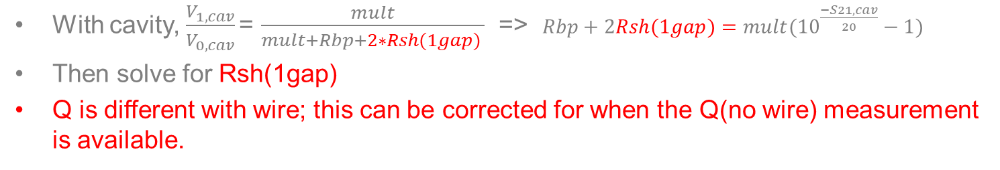 • With cavity, \frac{V_{1,cav}}{V_{0,cav}} = \frac{mult}{mult+Rbp+2*Rsh(1gap)} => Rbp + 2Rsh(1gap) = mult(10^{\frac{-S21,cav}{20}} - 1)
• Then solve for Rsh(1gap)
• Q is different with wire; this can be corrected for when the Q(no wire) measurement
is available.